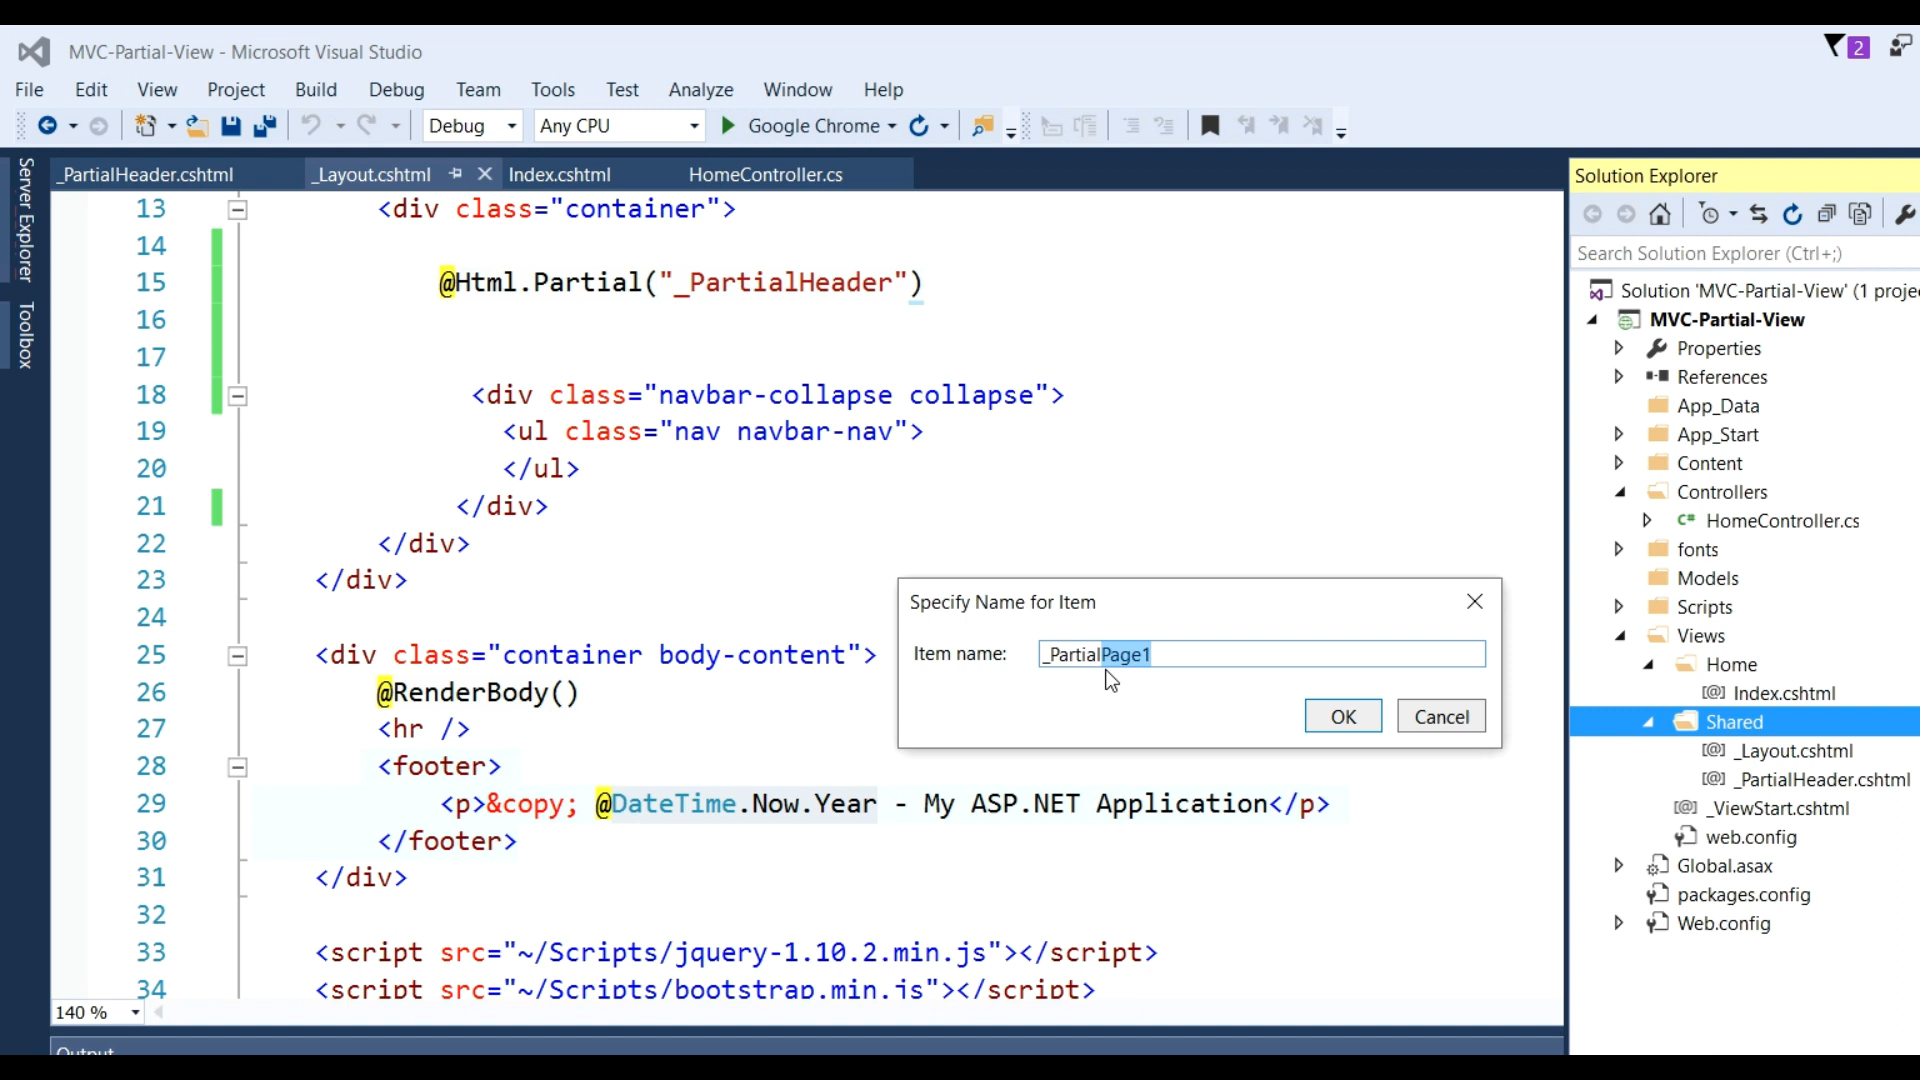 MVC-Partial-View - Microsoft Visual Studio
2
File Edit View Project Build Debug Team Tools Test Analyze Window Help
Debug Any CPU Google Chrome
Server Explorer
Toolbox
_PartialHeader.cshtml _Layout.cshtml Index.cshtml HomeController.cs
13 <div class="container">
14
15 @Html.Partial("_PartialHeader")
16
17
18 <div class="navbar-collapse collapse">
19 <ul class="nav navbar-nav">
20 </ul>
21 </div>
22 </div>
23 </div>
24
25 <div class="container body-content">
26 @RenderBody()
27 <hr />
28 <footer>
29 <p>&copy; @DateTime.Now.Year - My ASP.NET Application</p>
30 </footer>
31 </div>
32
33 <script src="~/Scripts/jquery-1.10.2.min.js"></script>
34 <script src="~/Scripts/bootstrap.min.js"></script>
140 %
Output
Specify Name for Item
Item name: _PartialPage1
OK Cancel
Solution Explorer
Search Solution Explorer (Ctrl+;)
Solution 'MVC-Partial-View' (1 proje
MVC-Partial-View
Properties
References
App_Data
App_Start
Content
Controllers
C# HomeController.cs
fonts
Models
Scripts
Views
Home
[@] Index.cshtml
Shared
[@] _Layout.cshtml
[@] _PartialHeader.cshtml
[@] _ViewStart.cshtml
web.config
Global.asax
packages.config
Web.config